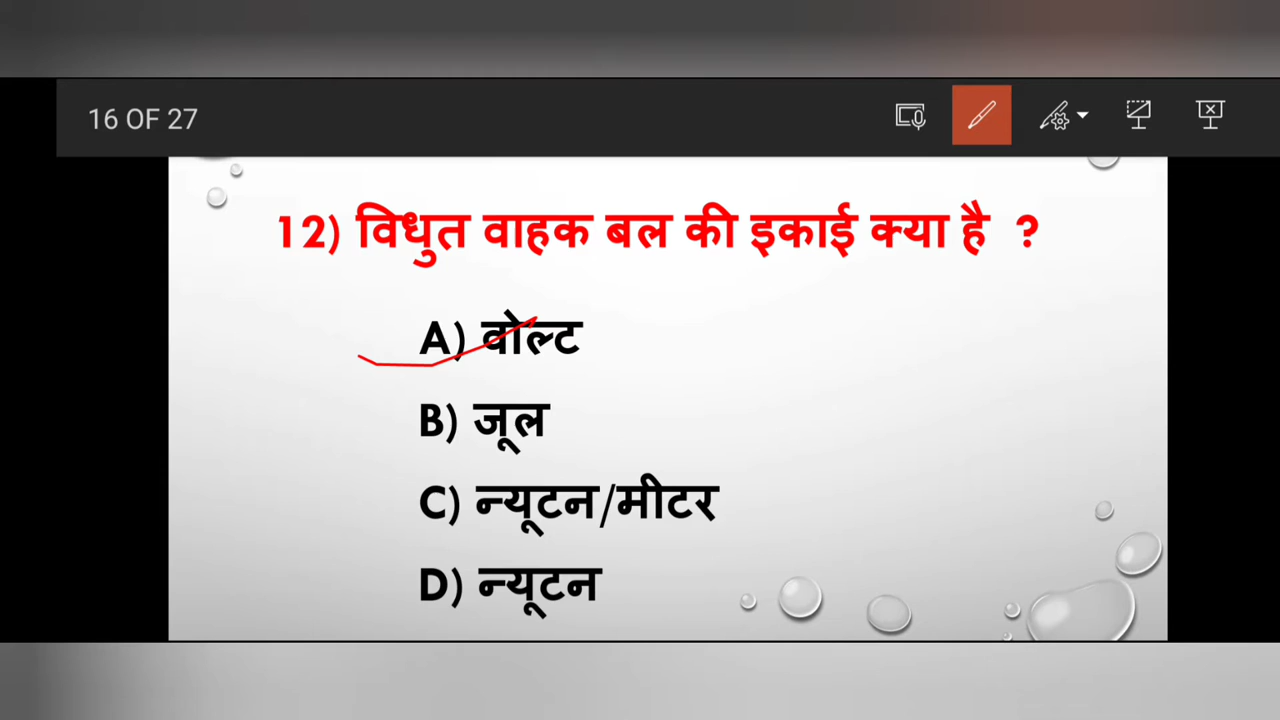 16 OF 27
12) विधुत वाहक बल की इकाई क्या है ?
A) वोल्ट
B) जूल
C) न्यूटन/मीटर
D) न्यूटन